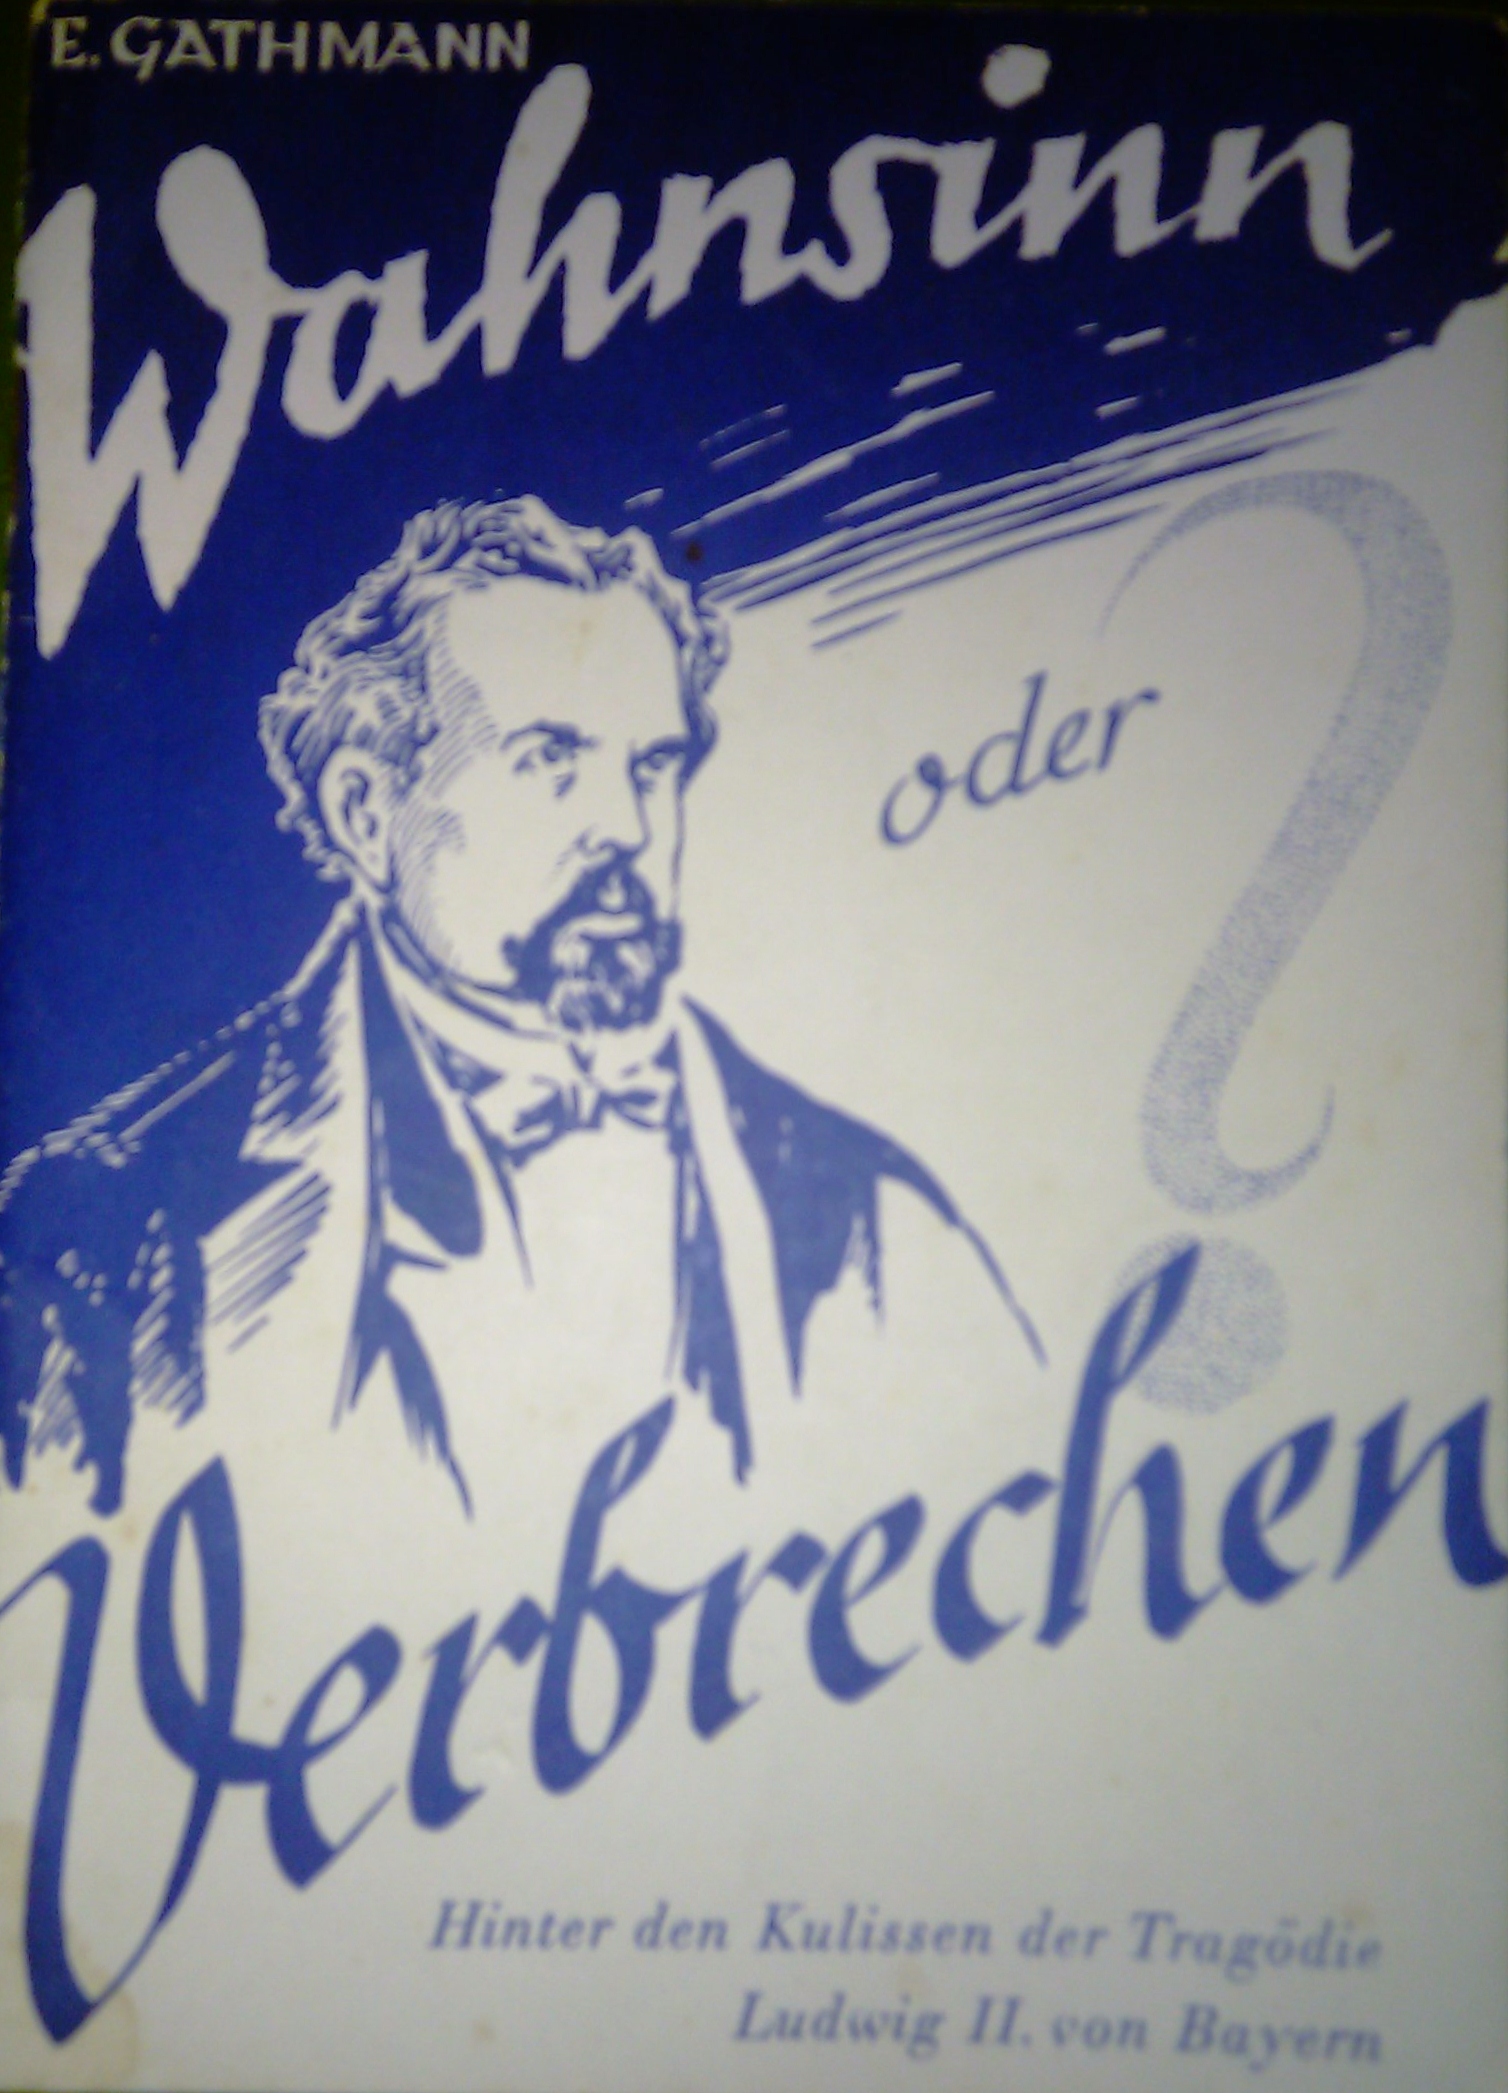 E. GATHMANN
Wahnsinn
oder
?
Verbrechen
Hinter den Kulissen der Tragödie
Ludwig II. von Bayern